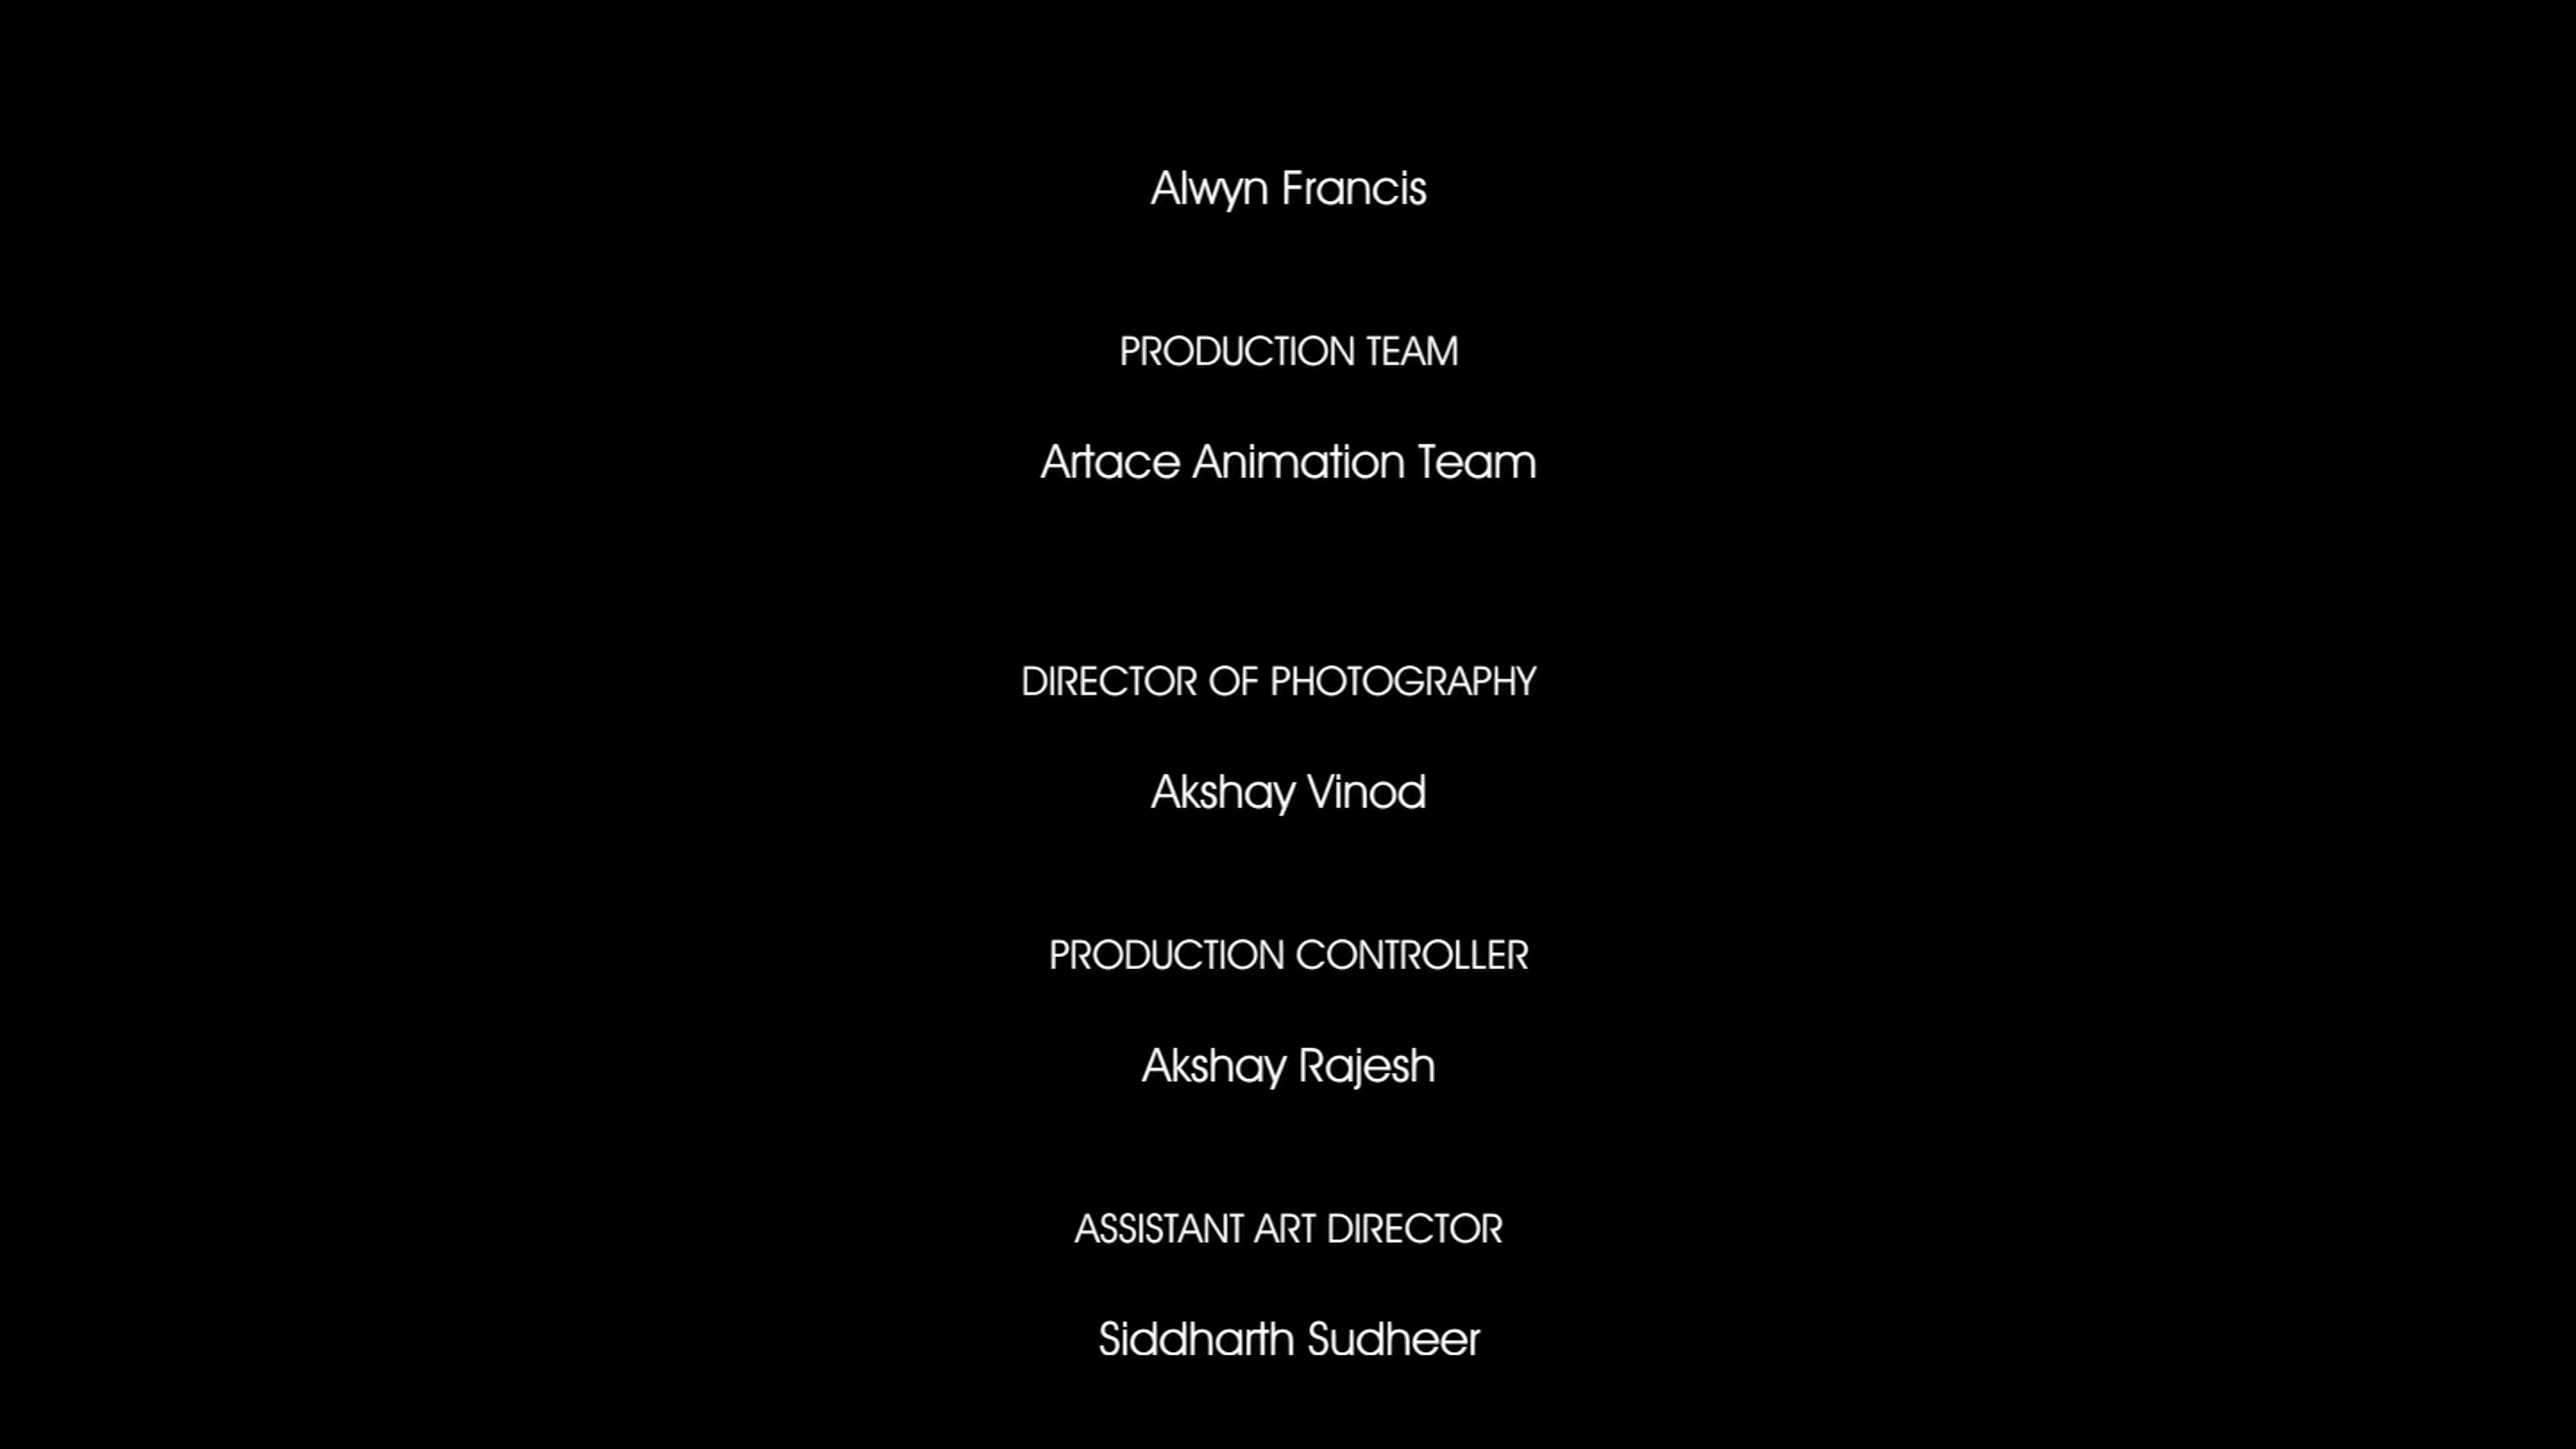 Alwyn Francis
PRODUCTION TEAM
Artace Animation Team
DIRECTOR OF PHOTOGRAPHY
Akshay Vinod
PRODUCTION CONTROLLER
Akshay Rajesh
ASSISTANT ART DIRECTOR
Siddharth Sudheer